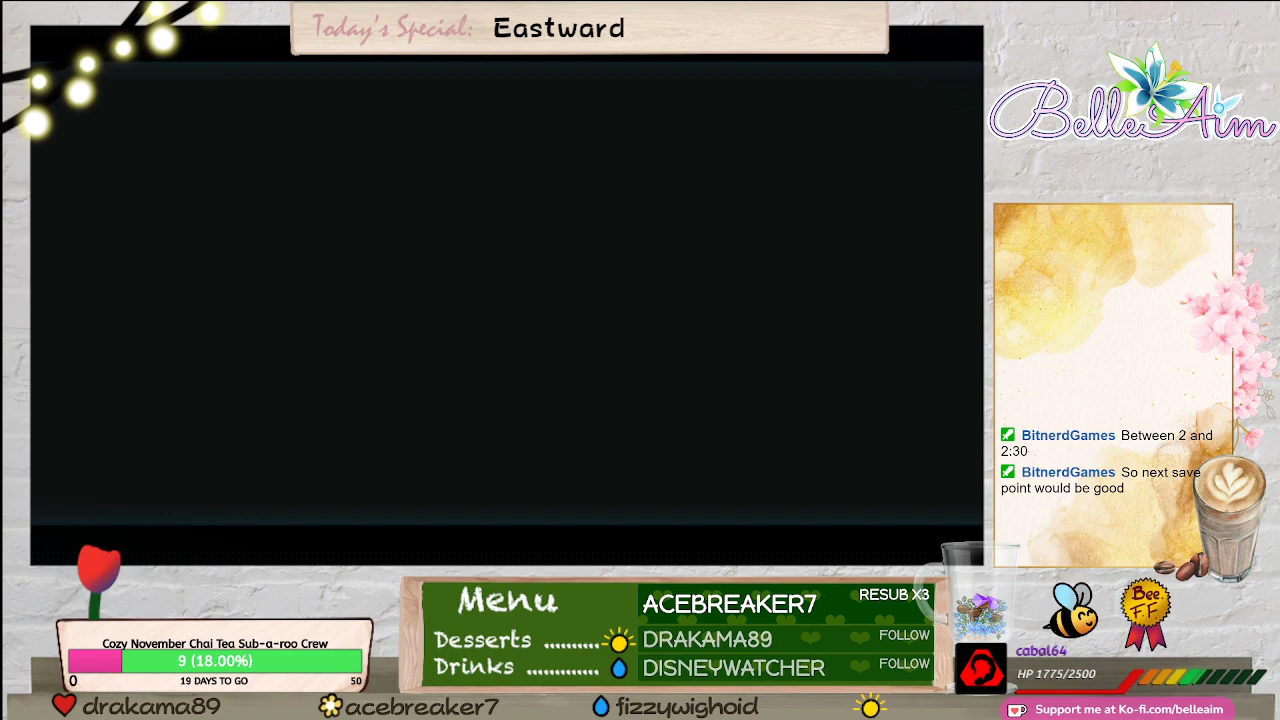 Today's Special: Eastward
BelleAim
BitnerdGames Between 2 and
2:30
BitnerdGames So next save
point would be good
Menu
Desserts ..........
Drinks .............
ACEBREAKER7 RESUB X3
DRAKAMA89 FOLLOW
DISNEYWATCHER FOLLOW
Bee
F.F
Cozy November Chai Tea Sub-a-roo Crew
9 (18.00%)
0 19 DAYS TO GO 50
cabal64
HP 1775/2500
drakama89 acebreaker7 fizzywighoid
Support me at Ko-fi.com/belleaim